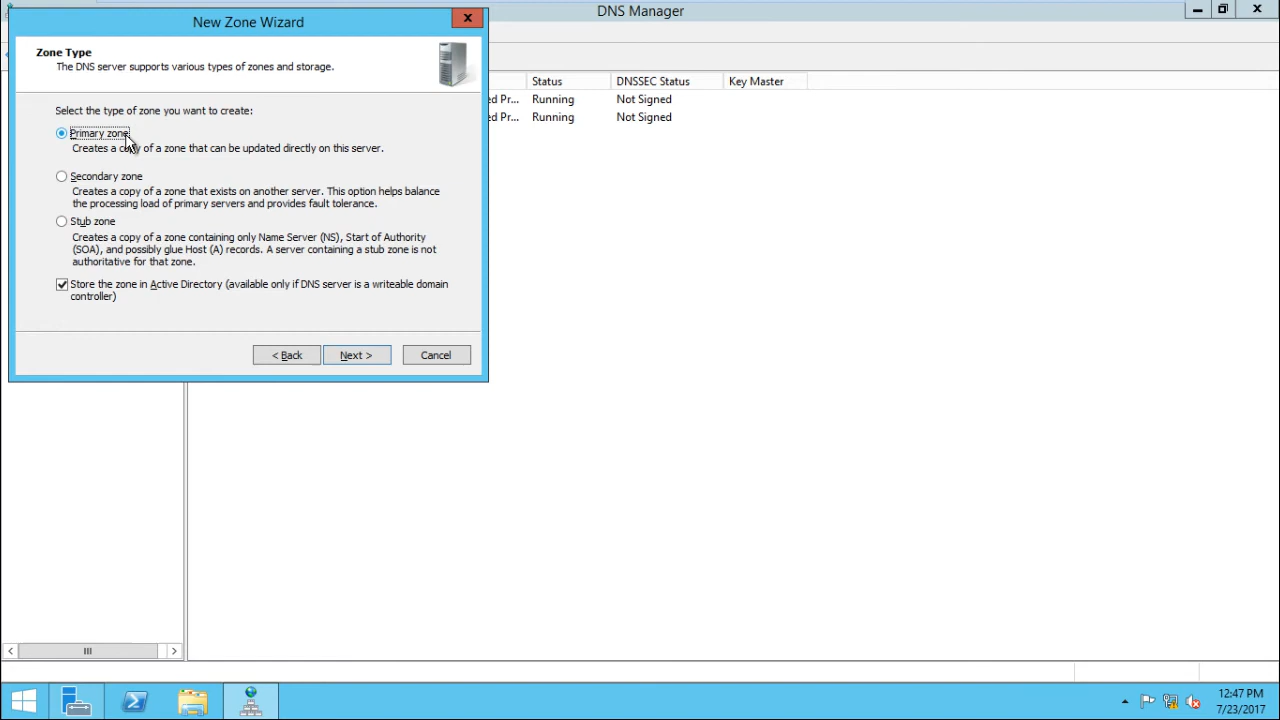 DNS Manager
New Zone Wizard
Zone Type
The DNS server supports various types of zones and storage.
Select the type of zone you want to create:
Primary zone
Creates a copy of a zone that can be updated directly on this server.
Secondary zone
Creates a copy of a zone that exists on another server. This option helps balance
the processing load of primary servers and provides fault tolerance.
Stub zone
Creates a copy of a zone containing only Name Server (NS), Start of Authority
(SOA), and possibly glue Host (A) records. A server containing a stub zone is not
authoritative for that zone.
Store the zone in Active Directory (available only if DNS server is a writeable domain
controller)
< Back
Next >
Cancel
Status
DNSSEC Status
Key Master
ed Pr...
Running
Not Signed
ed Pr...
Running
Not Signed
12:47 PM
7/23/2017